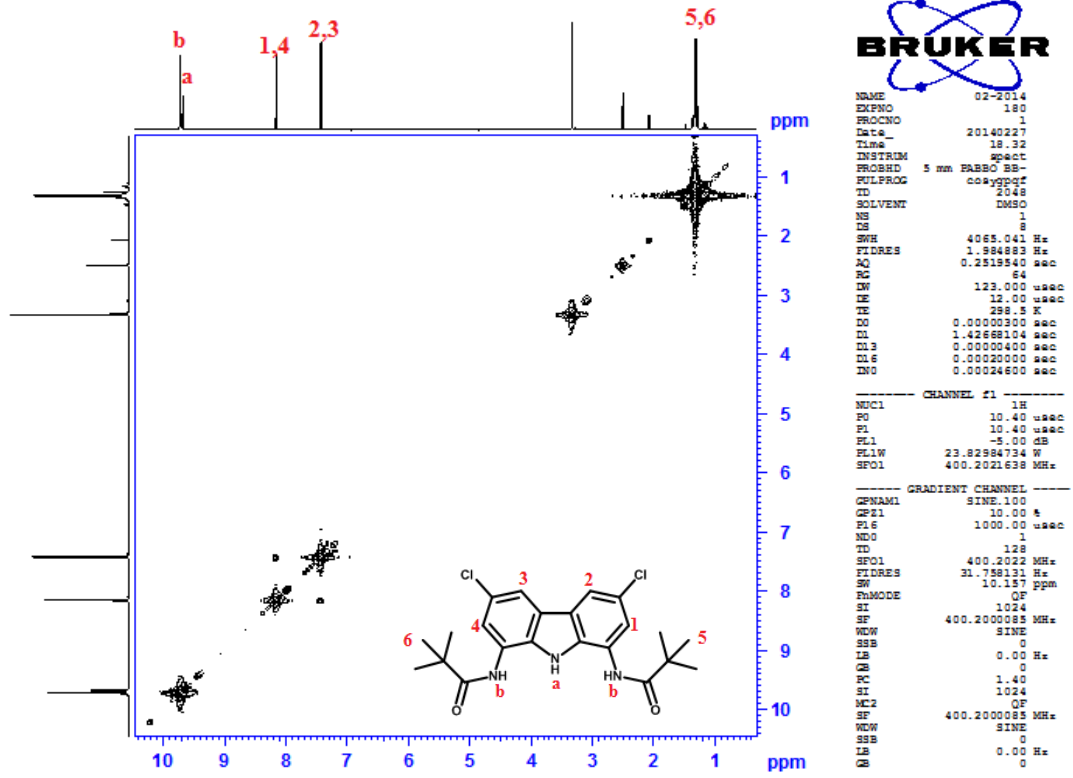 b
a
1,4
2,3
5,6
ppm
1
2
3
4
5
6
7
8
9
10
10
9
8
7
6
5
4
3
2
1
ppm
Cl
3
2
Cl
6
4
1
5
NH
N
H
HN
b
a
b
O
O
BRUKER
NAME 02-2014
EXPNO 180
PROCNO 1
Date_ 20140227
Time 18.32
INSTRUM spect
PROBHD 5 mm PABBO BB-
PULPROG cosygpqf
TD 2048
SOLVENT DMSO
NS 1
DS 8
SWH 4065.041 Hz
FIDRES 1.984883 Hz
AQ 0.2519540 sec
RG 64
DW 123.000 usec
DE 12.00 usec
TE 298.5 K
D0 0.00000300 sec
D1 1.42668104 sec
D13 0.00000400 sec
D16 0.00020000 sec
IN0 0.00024600 sec
-------- CHANNEL f1 --------
NUC1 1H
P0 10.40 usec
P1 10.40 usec
PL1 -5.00 dB
PL1W 23.82984734 W
SFO1 400.2021638 MHz
------ GRADIENT CHANNEL -----
GPNAM1 SINE.100
GPZ1 10.00 %
P16 1000.00 usec
ND0 1
TD 128
SFO1 400.2022 MHz
FIDRES 31.758131 Hz
SW 10.157 ppm
FnMODE QF
SI 1024
SF 400.2000085 MHz
WDW SINE
SSB 0
LB 0.00 Hz
GB 0
PC 1.40
SI 1024
MC2 QF
SF 400.2000085 MHz
WDW SINE
SSB 0
LB 0.00 Hz
GB 0